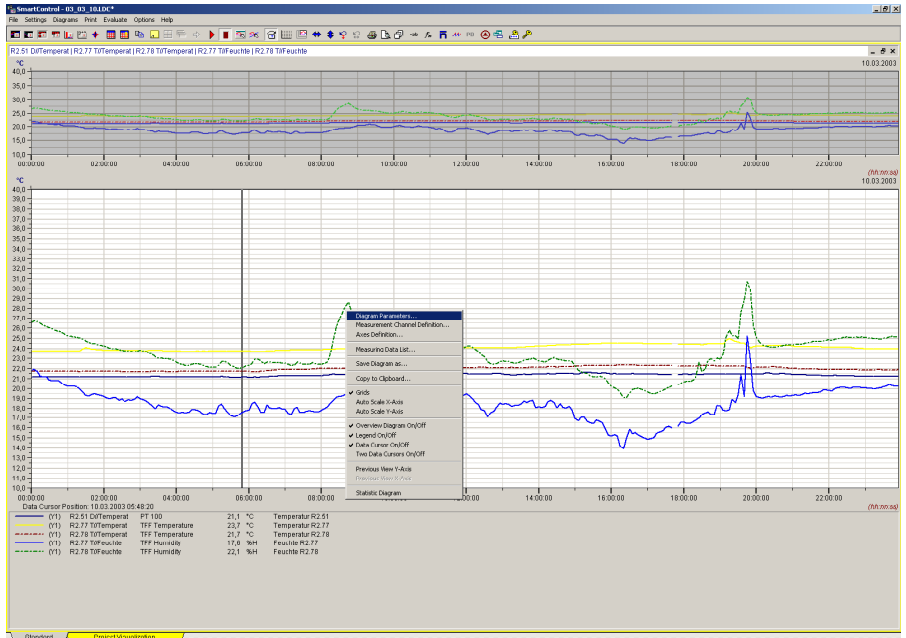 SmartControl - 03_03_10.LDC*
File Settings Diagrams Print Evaluate Options Help
R2.51 D//Temperat | R2.77 T//Temperat | R2.78 T//Temperat | R2.77 T//Feuchte | R2.78 T//Feuchte
°C 10.03.2003
40,0
35,0
30,0
25,0
20,0
15,0
10,0
00:00:00 02:00:00 04:00:00 06:00:00 08:00:00 10:00:00 12:00:00 14:00:00 16:00:00 18:00:00 20:00:00 22:00:00
(hh:nn:ss)
°C 10.03.2003
40,0
38,0
37,0
36,0
35,0
34,0
33,0
32,0
31,0
30,0
29,0
28,0
27,0
26,0
25,0
24,0
23,0
22,0
21,0
20,0
19,0
18,0
17,0
16,0
15,0
14,0
13,0
12,0
11,0
10,0
Diagram Parameters...
Measurement Channel Definition...
Axes Definition...
Measuring Data List...
Save Diagram as...
Copy to Clipboard...
Grids
Auto Scale X-Axis
Auto Scale Y-Axis
Overview Diagram On/Off
Legend On/Off
Data Cursor On/Off
Two Data Cursors On/Off
Previous View Y-Axis
Previous View X-Axis
Statistic Diagram
00:00:00 02:00:00 04:00:00 06:00:00 08:00:00 12:00:00 14:00:00 16:00:00 18:00:00 20:00:00 22:00:00
Data Cursor Position: 10.03.2003 05:48:20 (hh:nn:ss)
(Y1) R2.51 D//Temperat PT 100 21,1 °C Temperatur R2.51
(Y1) R2.77 T//Temperat TFF Temperature 23,7 °C Temperatur R2.77
(Y1) R2.78 T//Temperat TFF Temperature 21,7 °C Temperatur R2.78
(Y1) R2.77 T//Feuchte TFF Humidity 17,6 %H Feuchte R2.77
(Y1) R2.78 T//Feuchte TFF Humidity 22,1 %H Feuchte R2.78
Standard Project Visualization